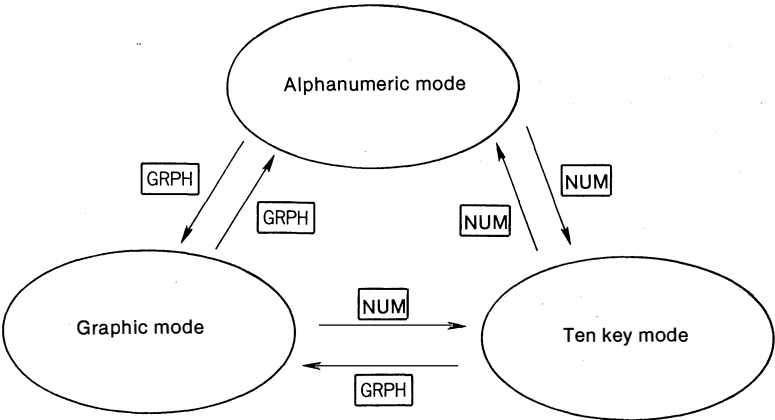 Alphanumeric mode
GRPH
NUM
GRPH
NUM
NUM
Graphic mode
Ten key mode
GRPH